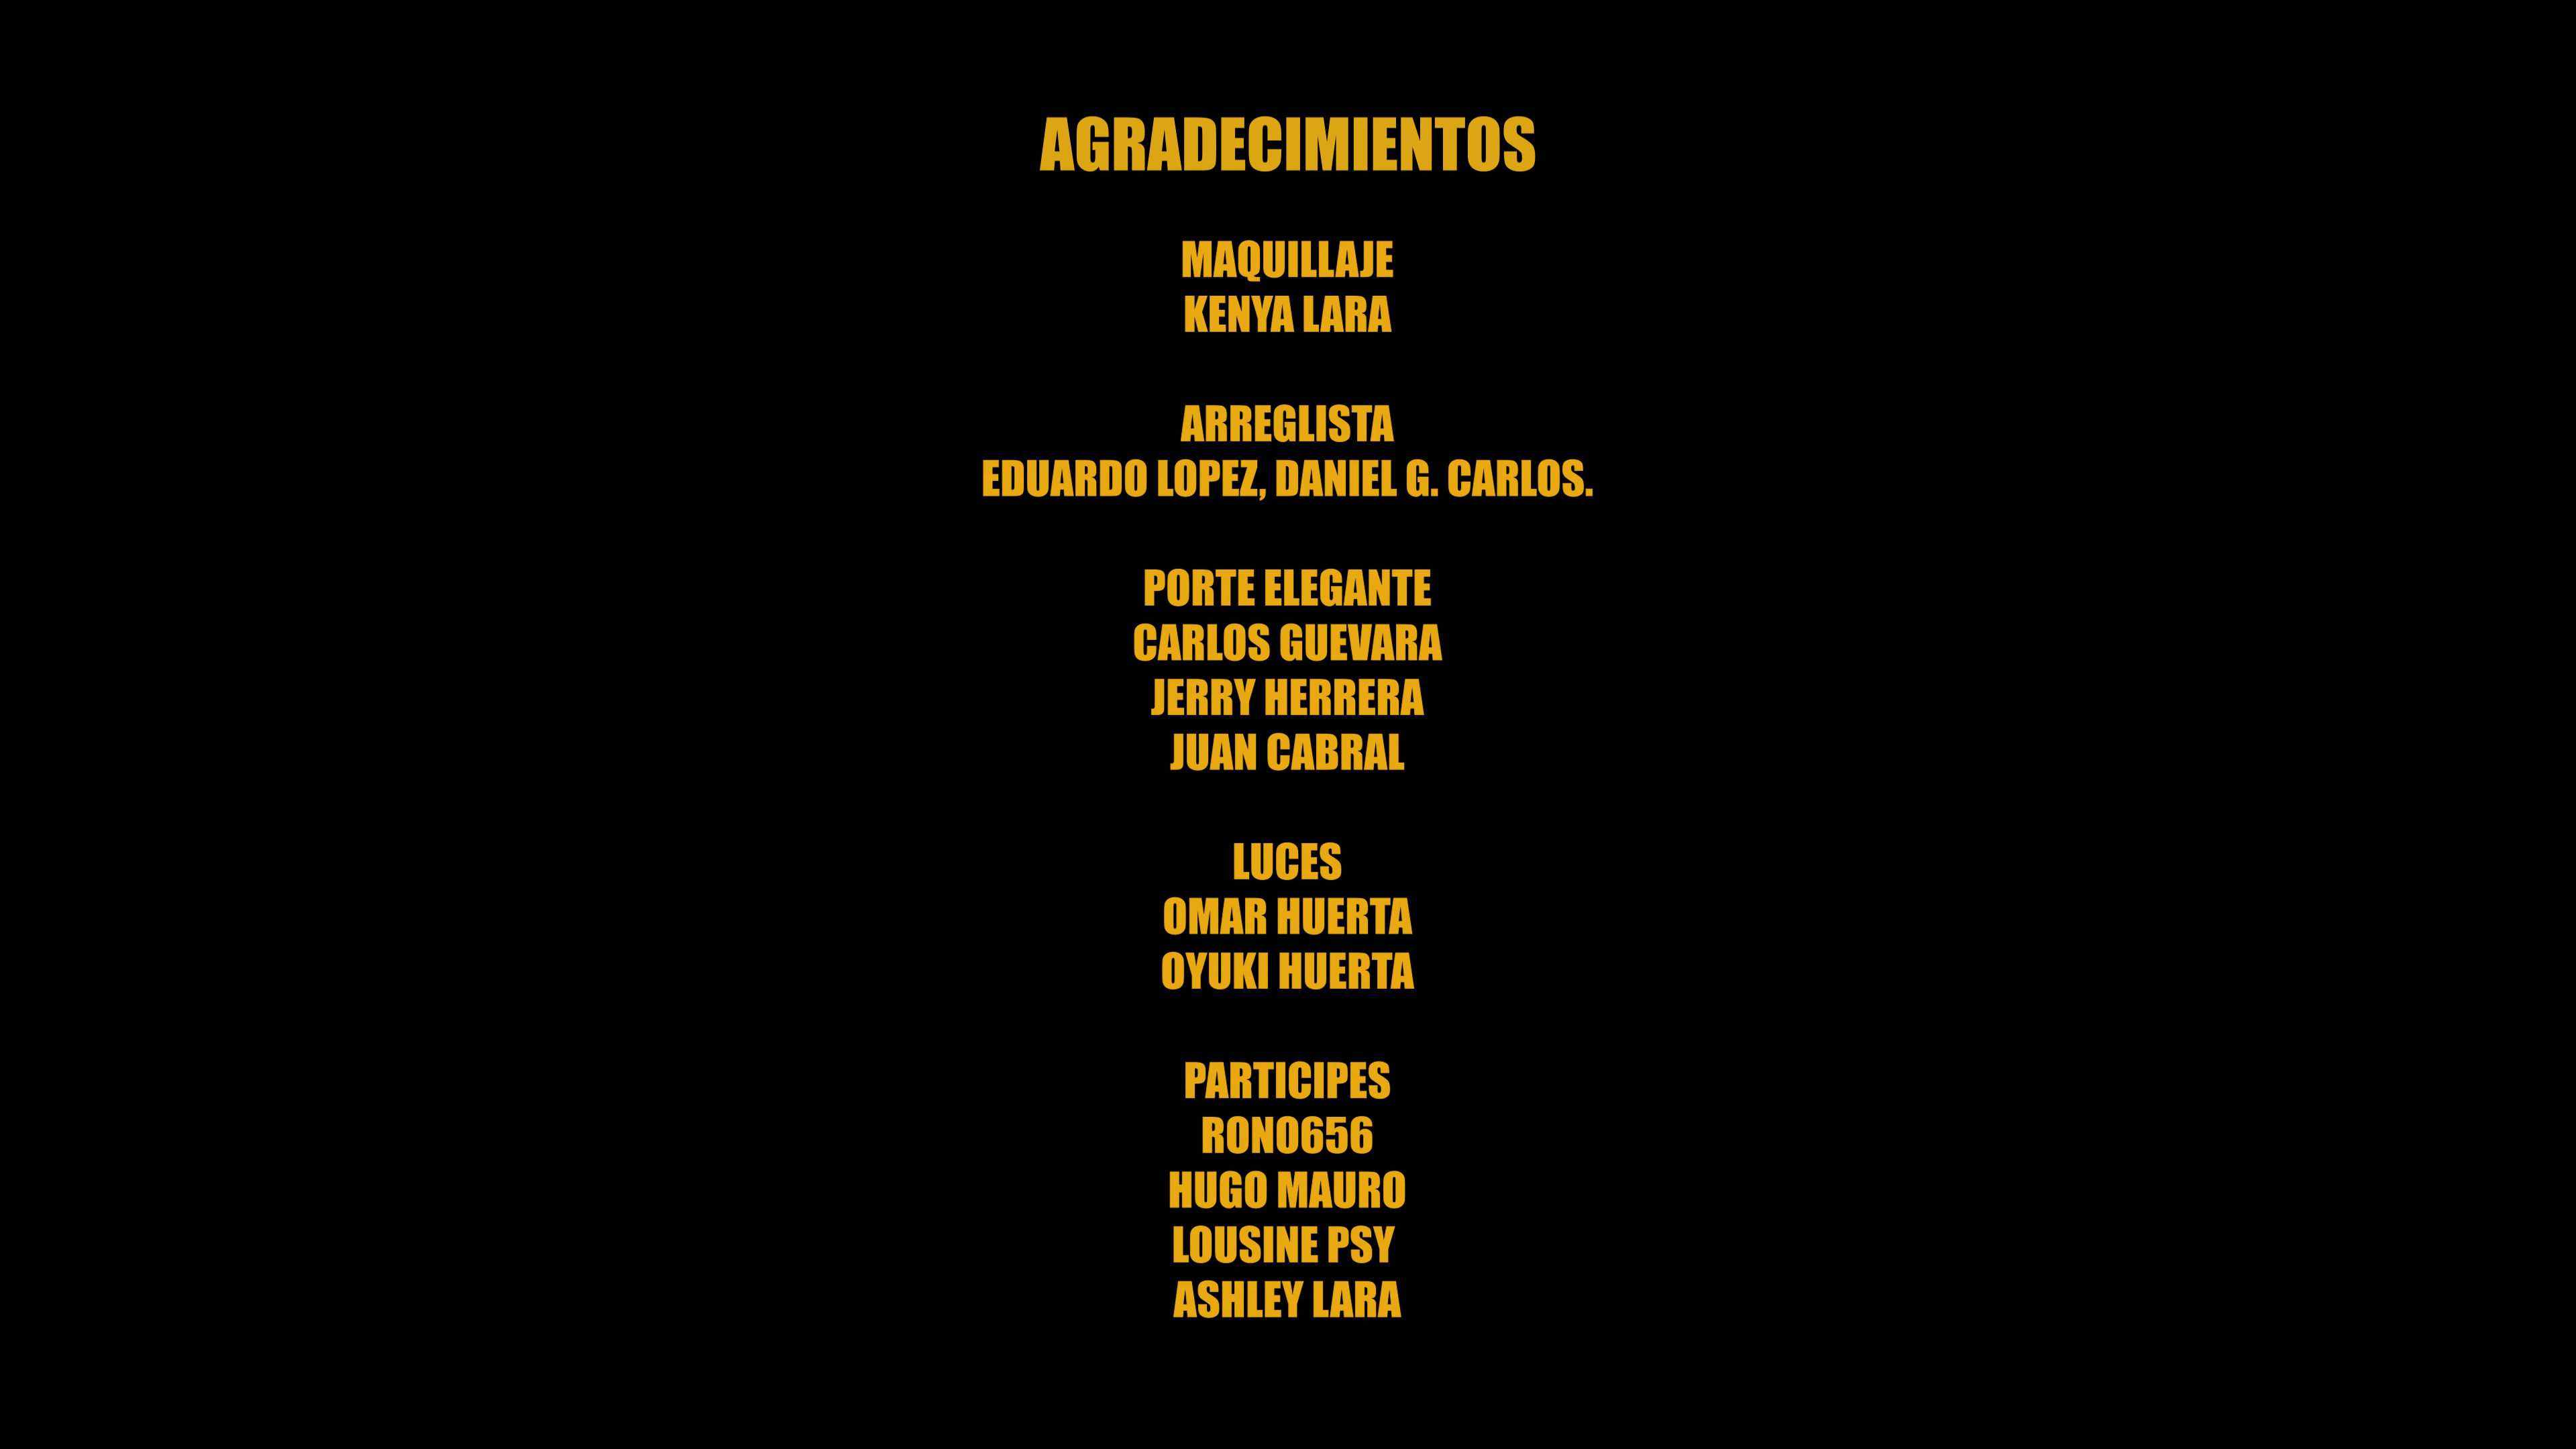 AGRADECIMIENTOS
MAQUILLAJE
KENYA LARA
ARREGLISTA
EDUARDO LOPEZ, DANIEL G. CARLOS.
PORTE ELEGANTE
CARLOS GUEVARA
JERRY HERRERA
JUAN CABRAL
LUCES
OMAR HUERTA
OYUKI HUERTA
PARTICIPES
RONO656
HUGO MAURO
LOUSINE PSY
ASHLEY LARA